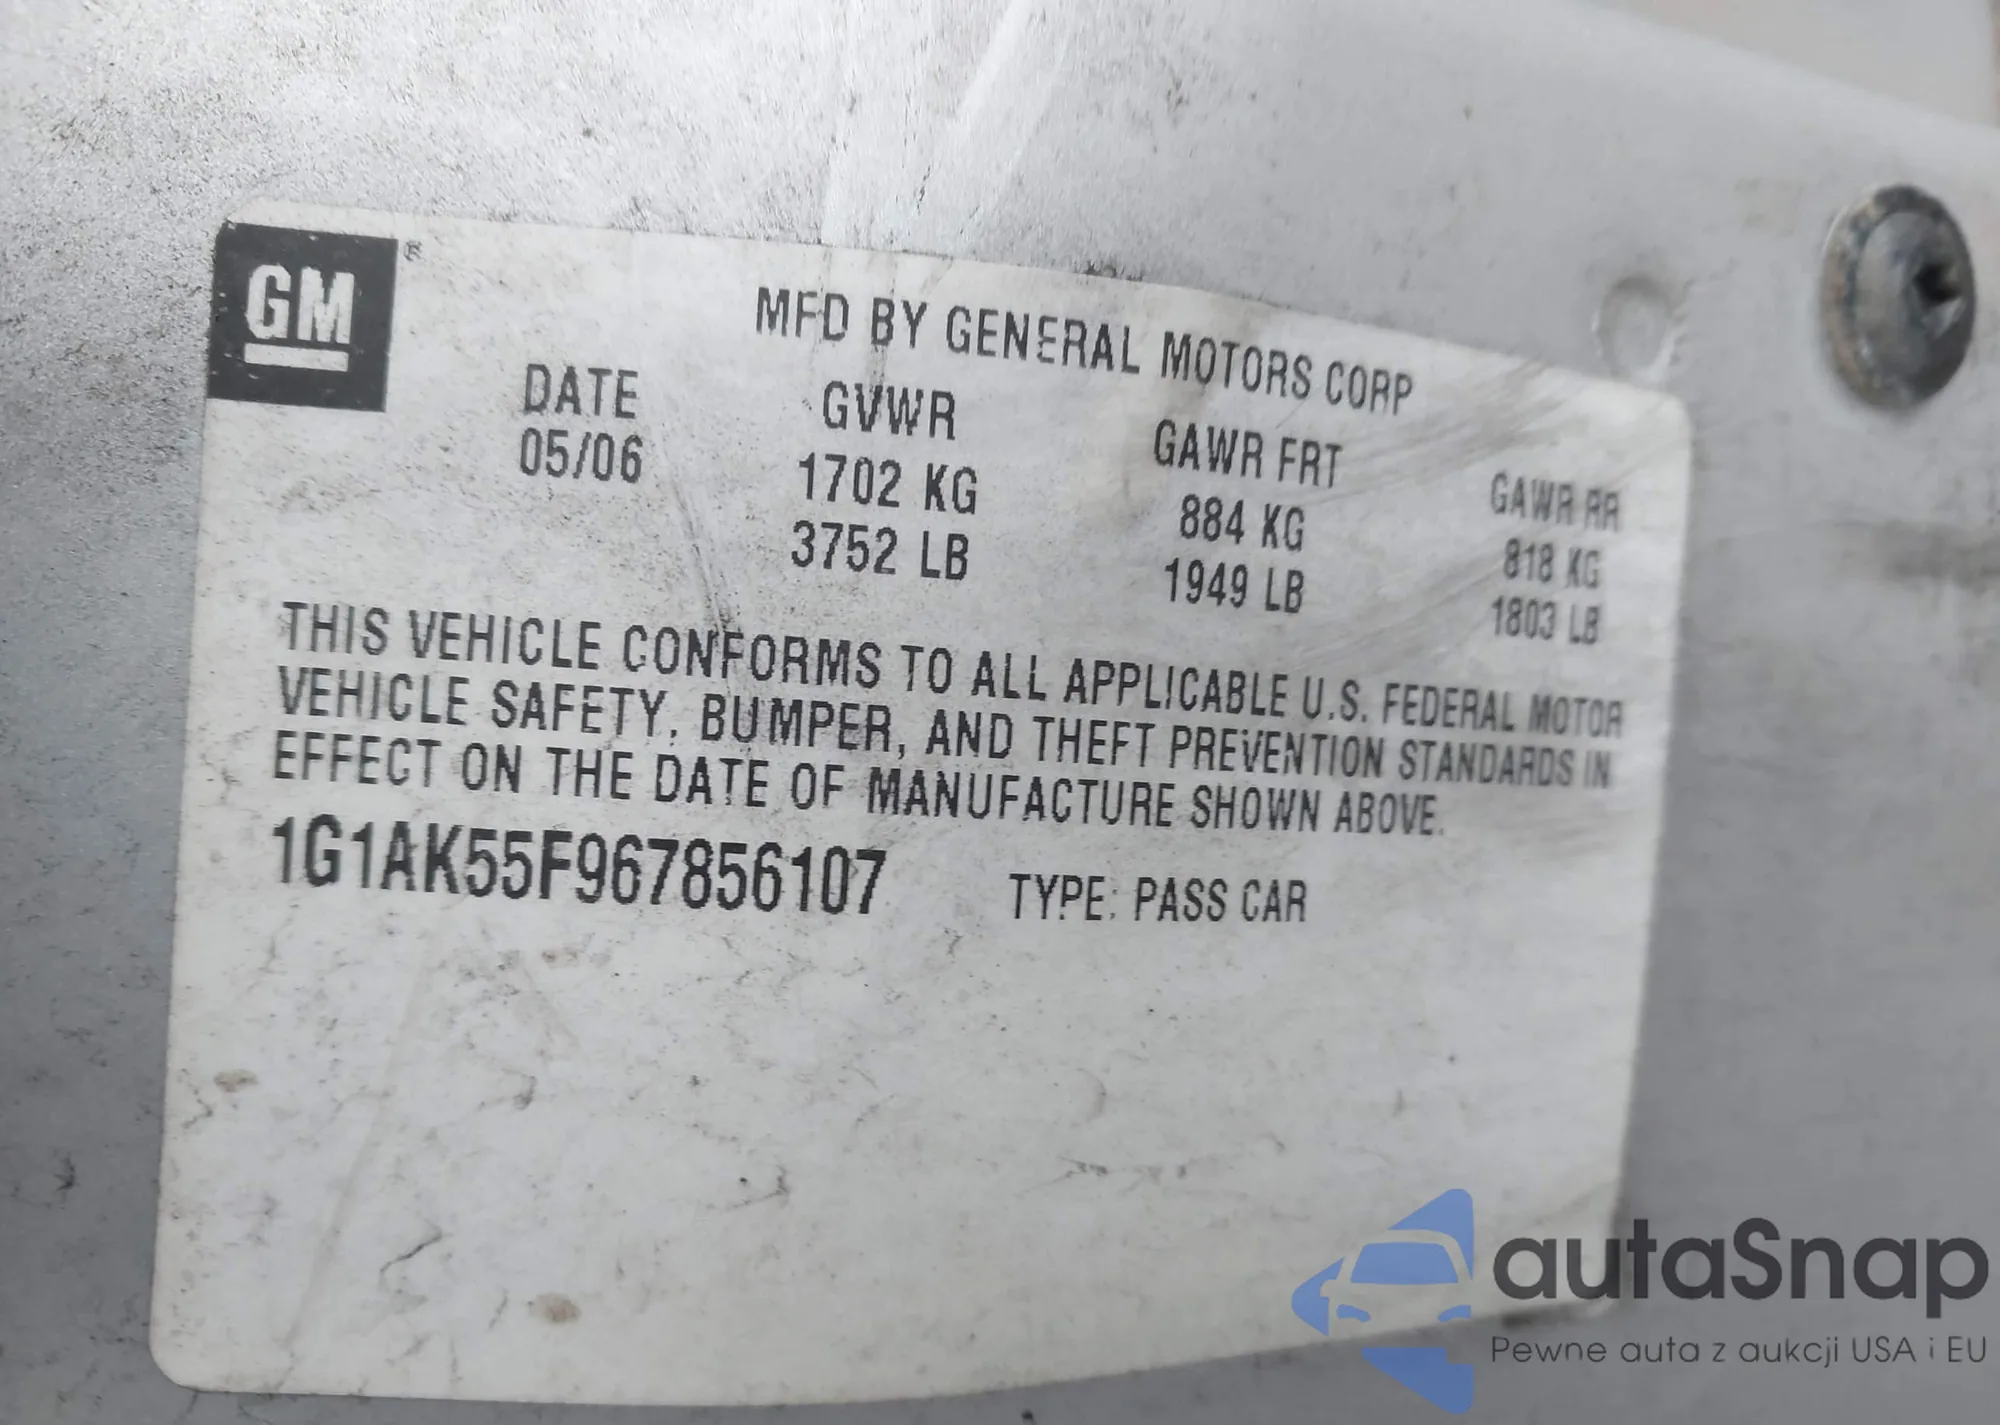 GM®
MFD BY GENERAL MOTORS CORP
DATE GVWR GAWR FRT GAWR RR
05/06 1702 KG 884 KG 818 KG
3752 LB 1949 LB 1803 LB
THIS VEHICLE CONFORMS TO ALL APPLICABLE U.S. FEDERAL MOTOR
VEHICLE SAFETY, BUMPER, AND THEFT PREVENTION STANDARDS IN
EFFECT ON THE DATE OF MANUFACTURE SHOWN ABOVE.
1G1AK55F967856107 TYPE: PASS CAR
autaSnap
Pewne auta z aukcji USA i EU